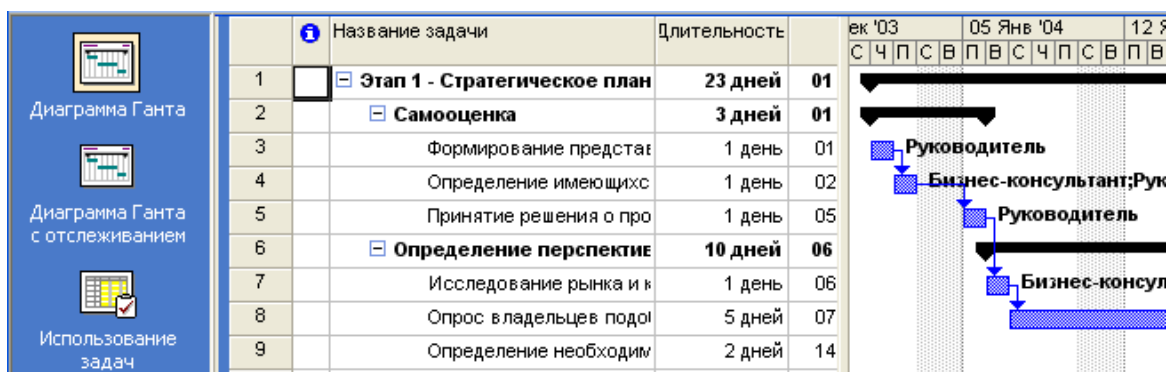 Диаграмма Ганта
Диаграмма Ганта
с отслеживанием
Использование
задач
Название задачи Длительность
ек '03 05 Янв '04 12 Я
С Ч П С В П В С Ч П С В П В
1 Этап 1 - Стратегическое план 23 дней 01
2 Самооценка 3 дней 01
3 Формирование представ 1 день 01 Руководитель
4 Определение имеющихс 1 день 02 Бизнес-консультант;Рук
5 Принятие решения о про 1 день 05 Руководитель
6 Определение перспектив 10 дней 06
7 Исследование рынка и к 1 день 06 Бизнес-консул
8 Опрос владельцев подо 5 дней 07
9 Определение необходим 2 дней 14